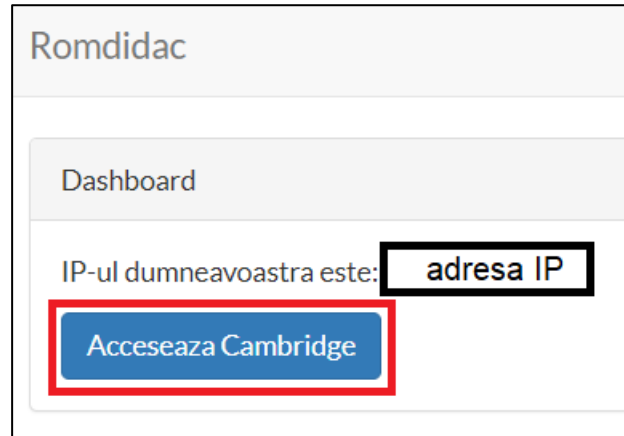 Romdidac
Dashboard
IP-ul dumneavoastra este: adresa IP
Acceseaza Cambridge